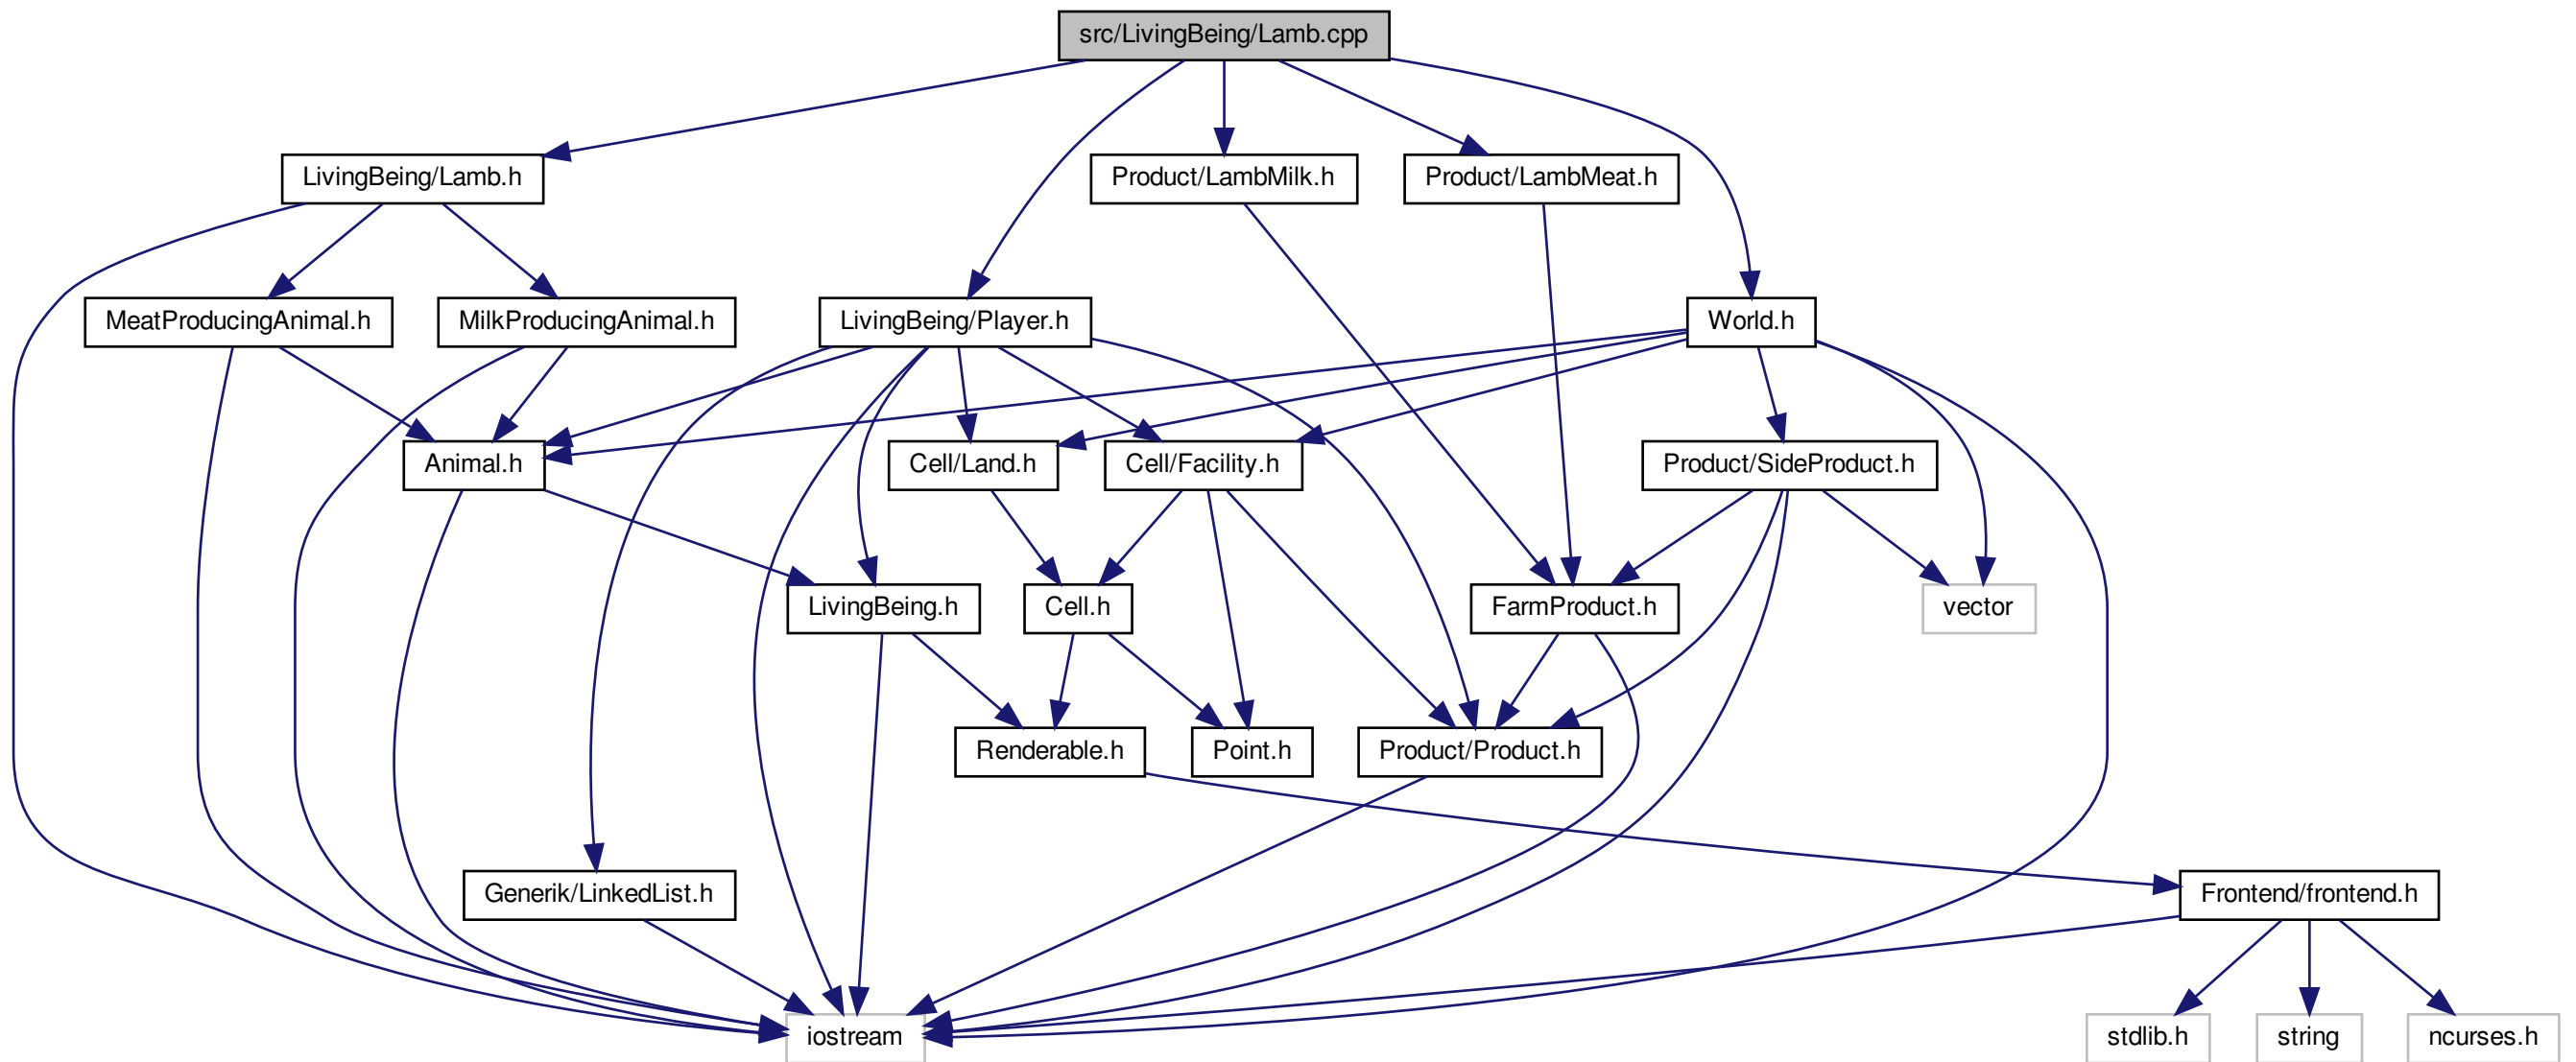 src/LivingBeing/Lamb.cpp
LivingBeing/Lamb.h
Product/LambMilk.h
Product/LambMeat.h
MeatProducingAnimal.h
MilkProducingAnimal.h
LivingBeing/Player.h
World.h
Animal.h
Cell/Land.h
Cell/Facility.h
Product/SideProduct.h
LivingBeing.h
Cell.h
FarmProduct.h
vector
Renderable.h
Point.h
Product/Product.h
Generik/LinkedList.h
Frontend/frontend.h
iostream
stdlib.h
string
ncurses.h